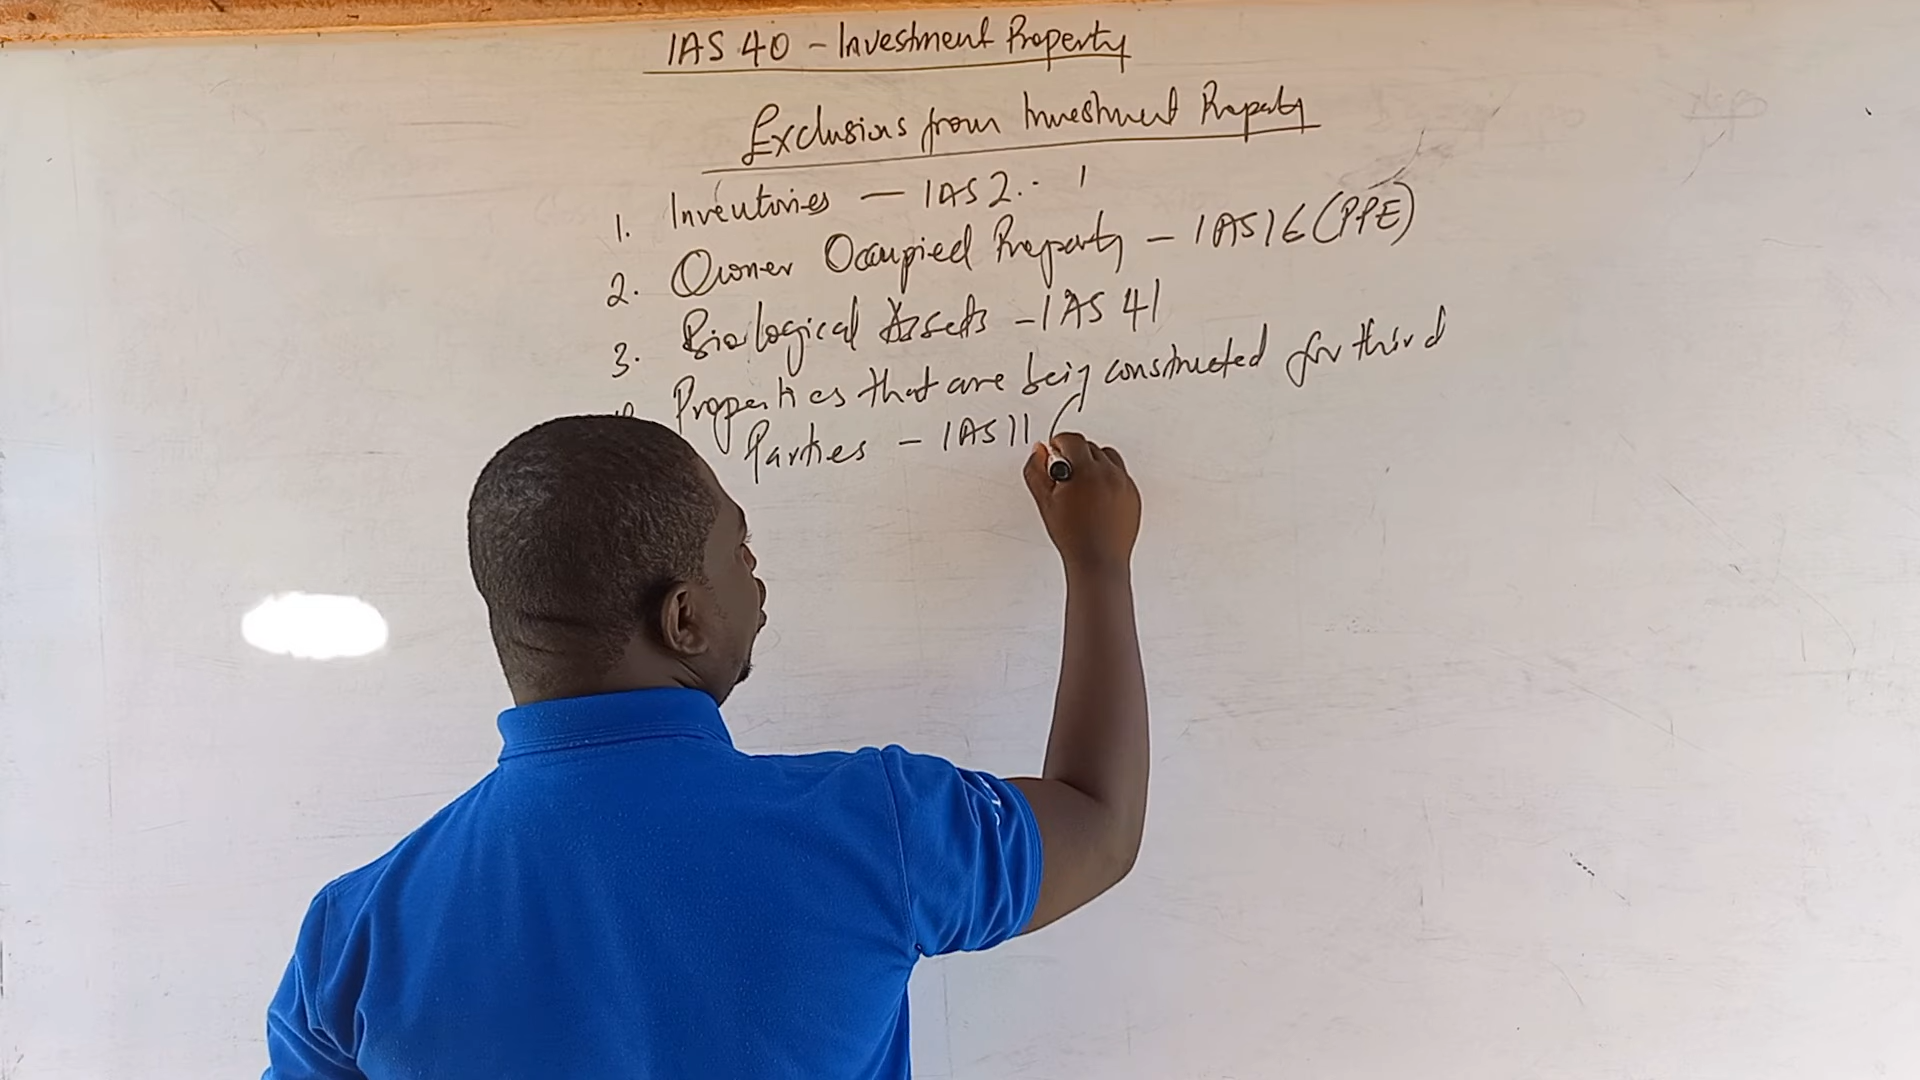 IAS 40 - Investment Property
Exclusions from Investment Property
1. Inventories — IAS 2..
2. Owner Occupied Property — IAS 16 (PPE)
3. Biological Assets - IAS 41
Properties that are being constructed for third
Parties - IAS 11 (